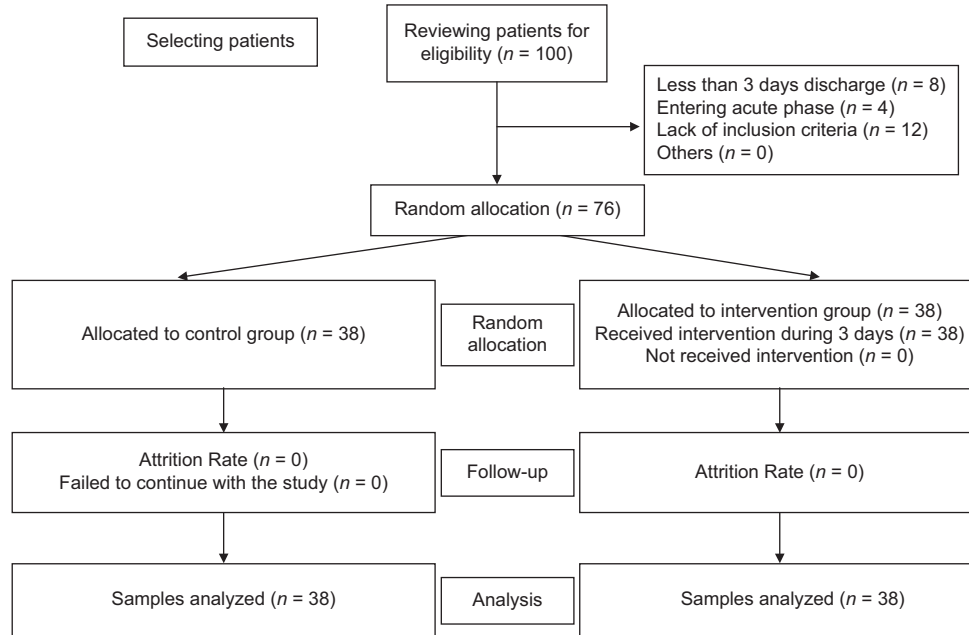 Selecting patients
Reviewing patients for
eligibility (n = 100)
Less than 3 days discharge (n = 8)
Entering acute phase (n = 4)
Lack of inclusion criteria (n = 12)
Others (n = 0)
Random allocation (n = 76)
Allocated to control group (n = 38)
Random
allocation
Allocated to intervention group (n = 38)
Received intervention during 3 days (n = 38)
Not received intervention (n = 0)
Attrition Rate (n = 0)
Failed to continue with the study (n = 0)
Follow-up
Attrition Rate (n = 0)
Samples analyzed (n = 38)
Analysis
Samples analyzed (n = 38)